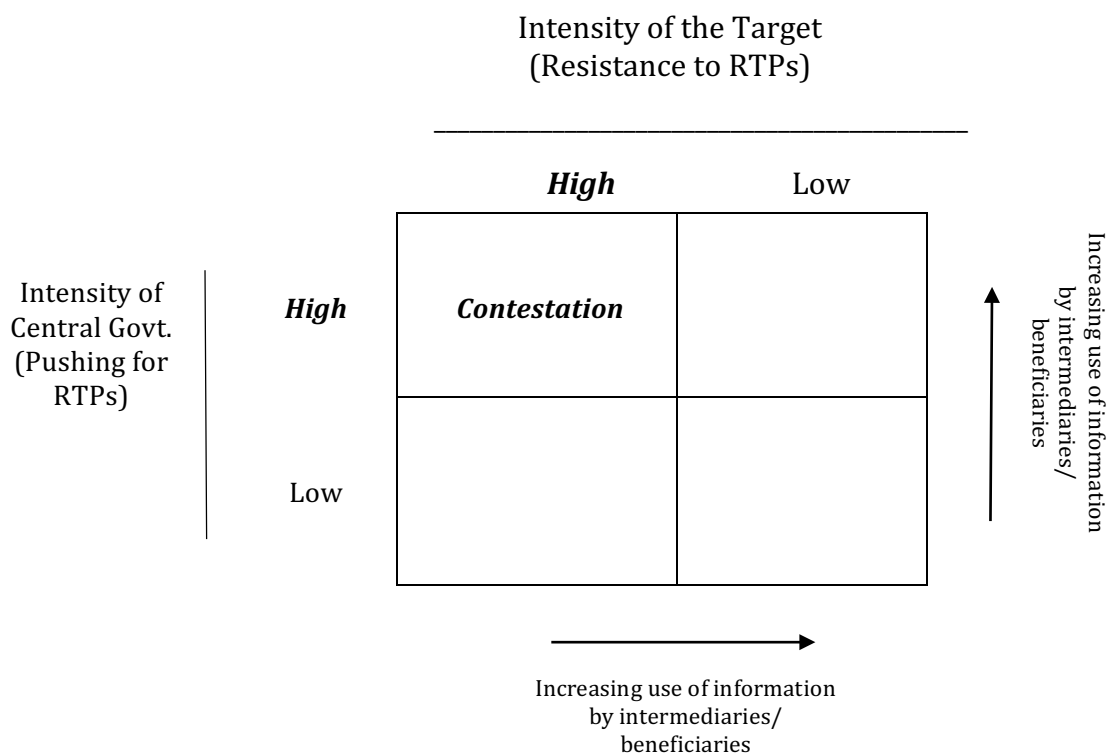 Intensity of the Target
(Resistance to RTPs)
High
Low
Intensity of
Central Govt.
(Pushing for
RTPs)
High
Contestation
Low
Increasing use of information
by intermediaries/
beneficiaries
Increasing use of information
by intermediaries/
beneficiaries